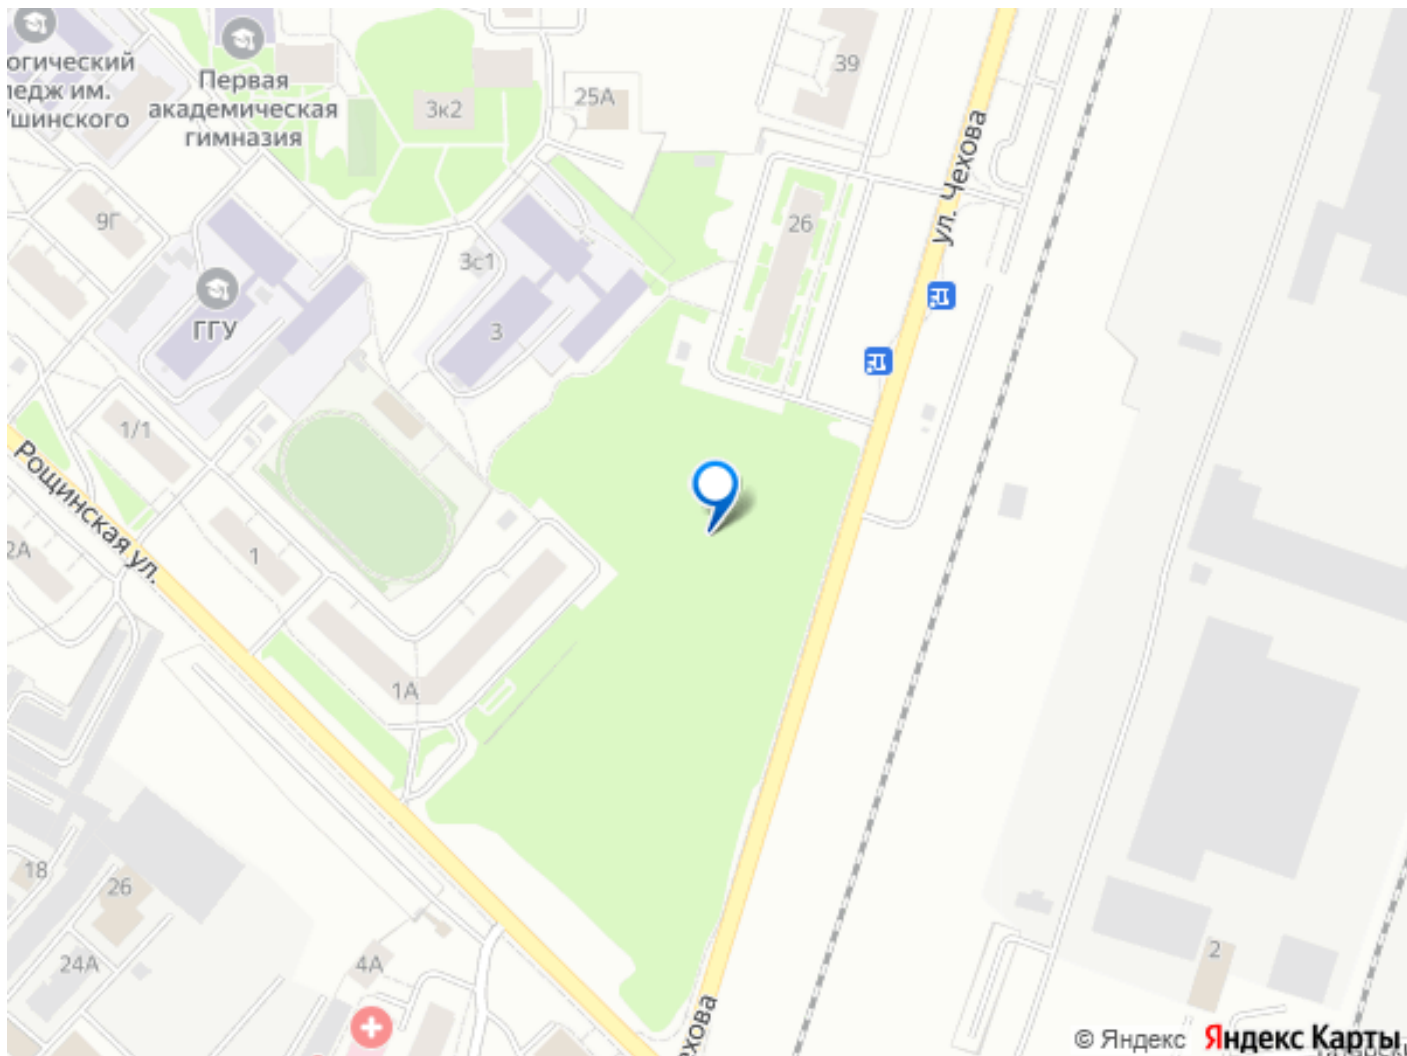 огический
ледж им.
Ушинского
Первая
академическая
гимназия
3к2
25А
39
ул. Чехова
9Г
26
3с1
ГГУ
3
1/1
Рощинская ул.
2А
1
1А
18
26
24А
4А
2
ехова
© Яндекс Яндекс Карты